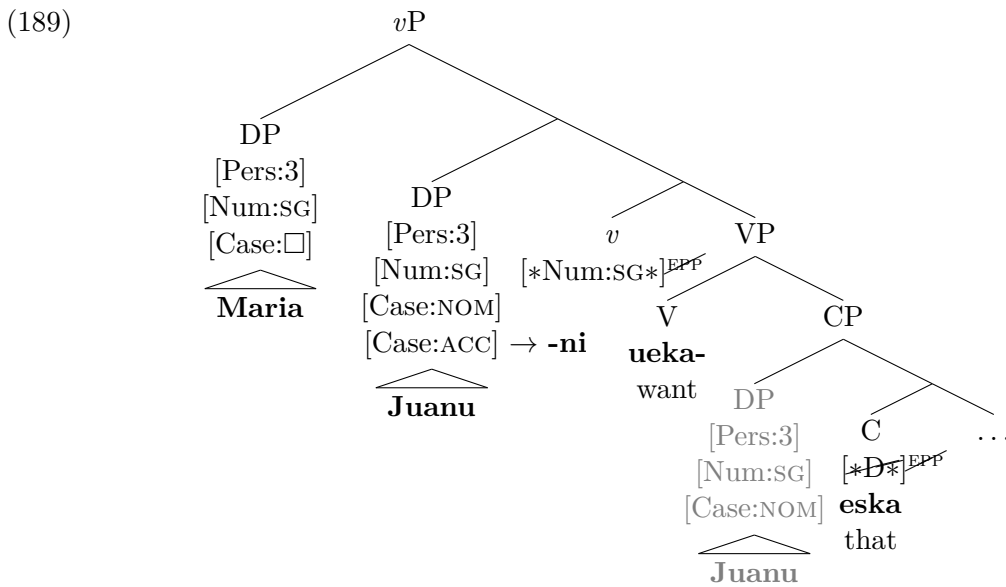 (189)
vP
DP
[Pers:3]
[Num:SG]
[Case:□]
Maria
DP
[Pers:3]
[Num:SG]
[Case:NOM]
[Case:ACC] → -ni
Juanu
v
[*Num:SG*]EPP
VP
V
ueka-
want
CP
DP
[Pers:3]
[Num:SG]
[Case:NOM]
Juanu
C
[*D*]EPP
eska
that
...